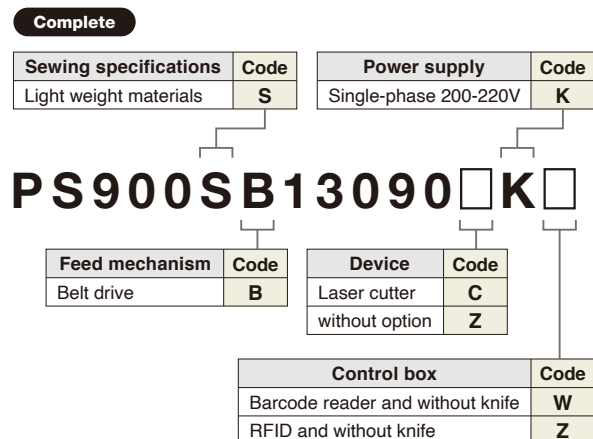 Complete
Sewing specifications Code
Light weight materials S
Power supply Code
Single-phase 200-220V K
PS900SB13090□K□
Feed mechanism Code
Belt drive B
Device Code
Laser cutter C
without option Z
Control box Code
Barcode reader and without knife W
RFID and without knife Z